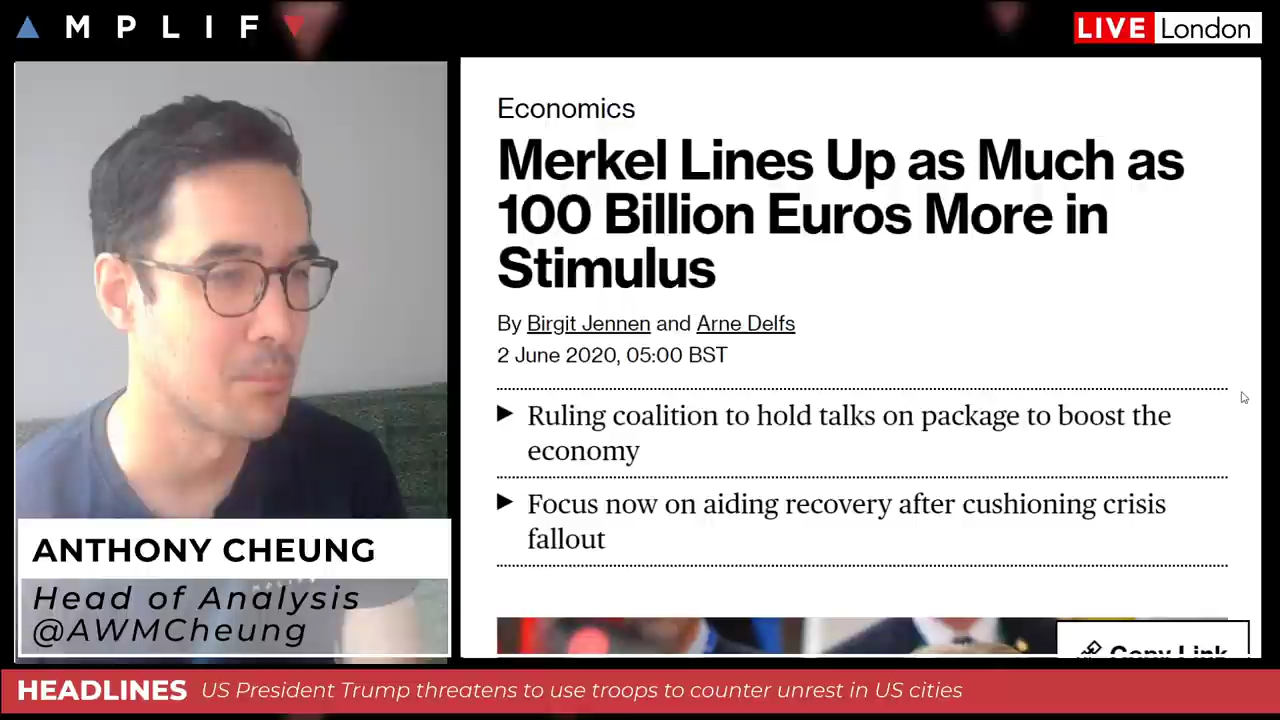 AMPLIFY
LIVE London
Economics
Merkel Lines Up as Much as
100 Billion Euros More in
Stimulus
By Birgit Jennen and Arne Delfs
2 June 2020, 05:00 BST
Ruling coalition to hold talks on package to boost the
economy
Focus now on aiding recovery after cushioning crisis
fallout
Copy Link
ANTHONY CHEUNG
Head of Analysis
@AWMCheung
HEADLINES US President Trump threatens to use troops to counter unrest in US cities